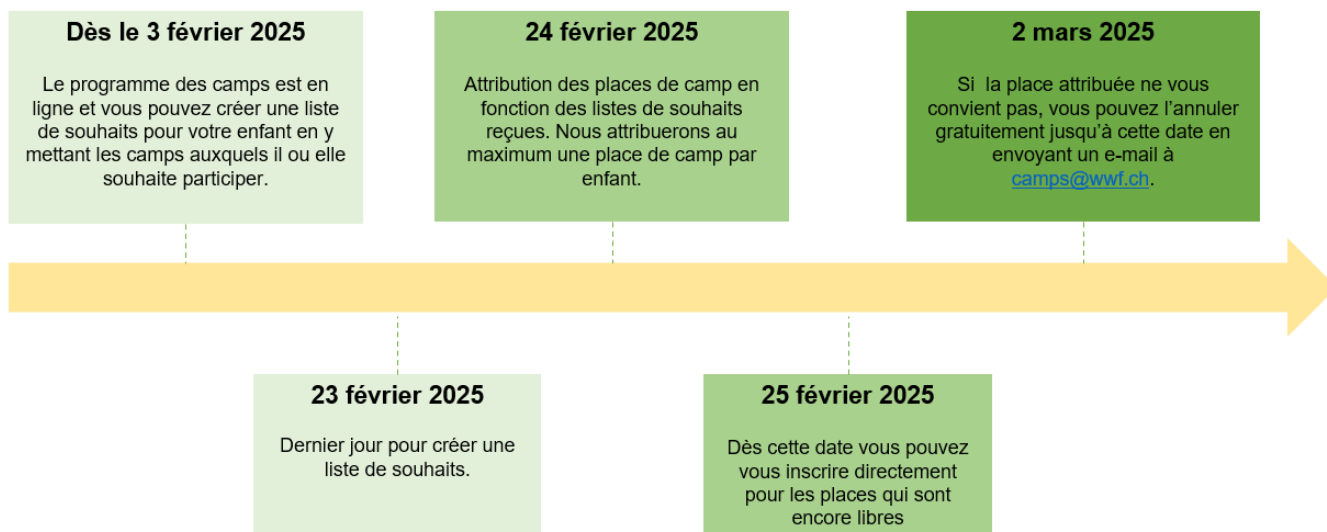 Dès le 3 février 2025
Le programme des camps est en
ligne et vous pouvez créer une liste
de souhaits pour votre enfant en y
mettant les camps auxquels il ou elle
souhaite participer.
23 février 2025
Dernier jour pour créer une
liste de souhaits.
24 février 2025
Attribution des places de camp en
fonction des listes de souhaits
reçues. Nous attribuerons au
maximum une place de camp par
enfant.
25 février 2025
Dès cette date vous pouvez
vous inscrire directement
pour les places qui sont
encore libres
2 mars 2025
Si la place attribuée ne vous
convient pas, vous pouvez l’annuler
gratuitement jusqu’à cette date en
envoyant un e-mail à
camps@wwf.ch.